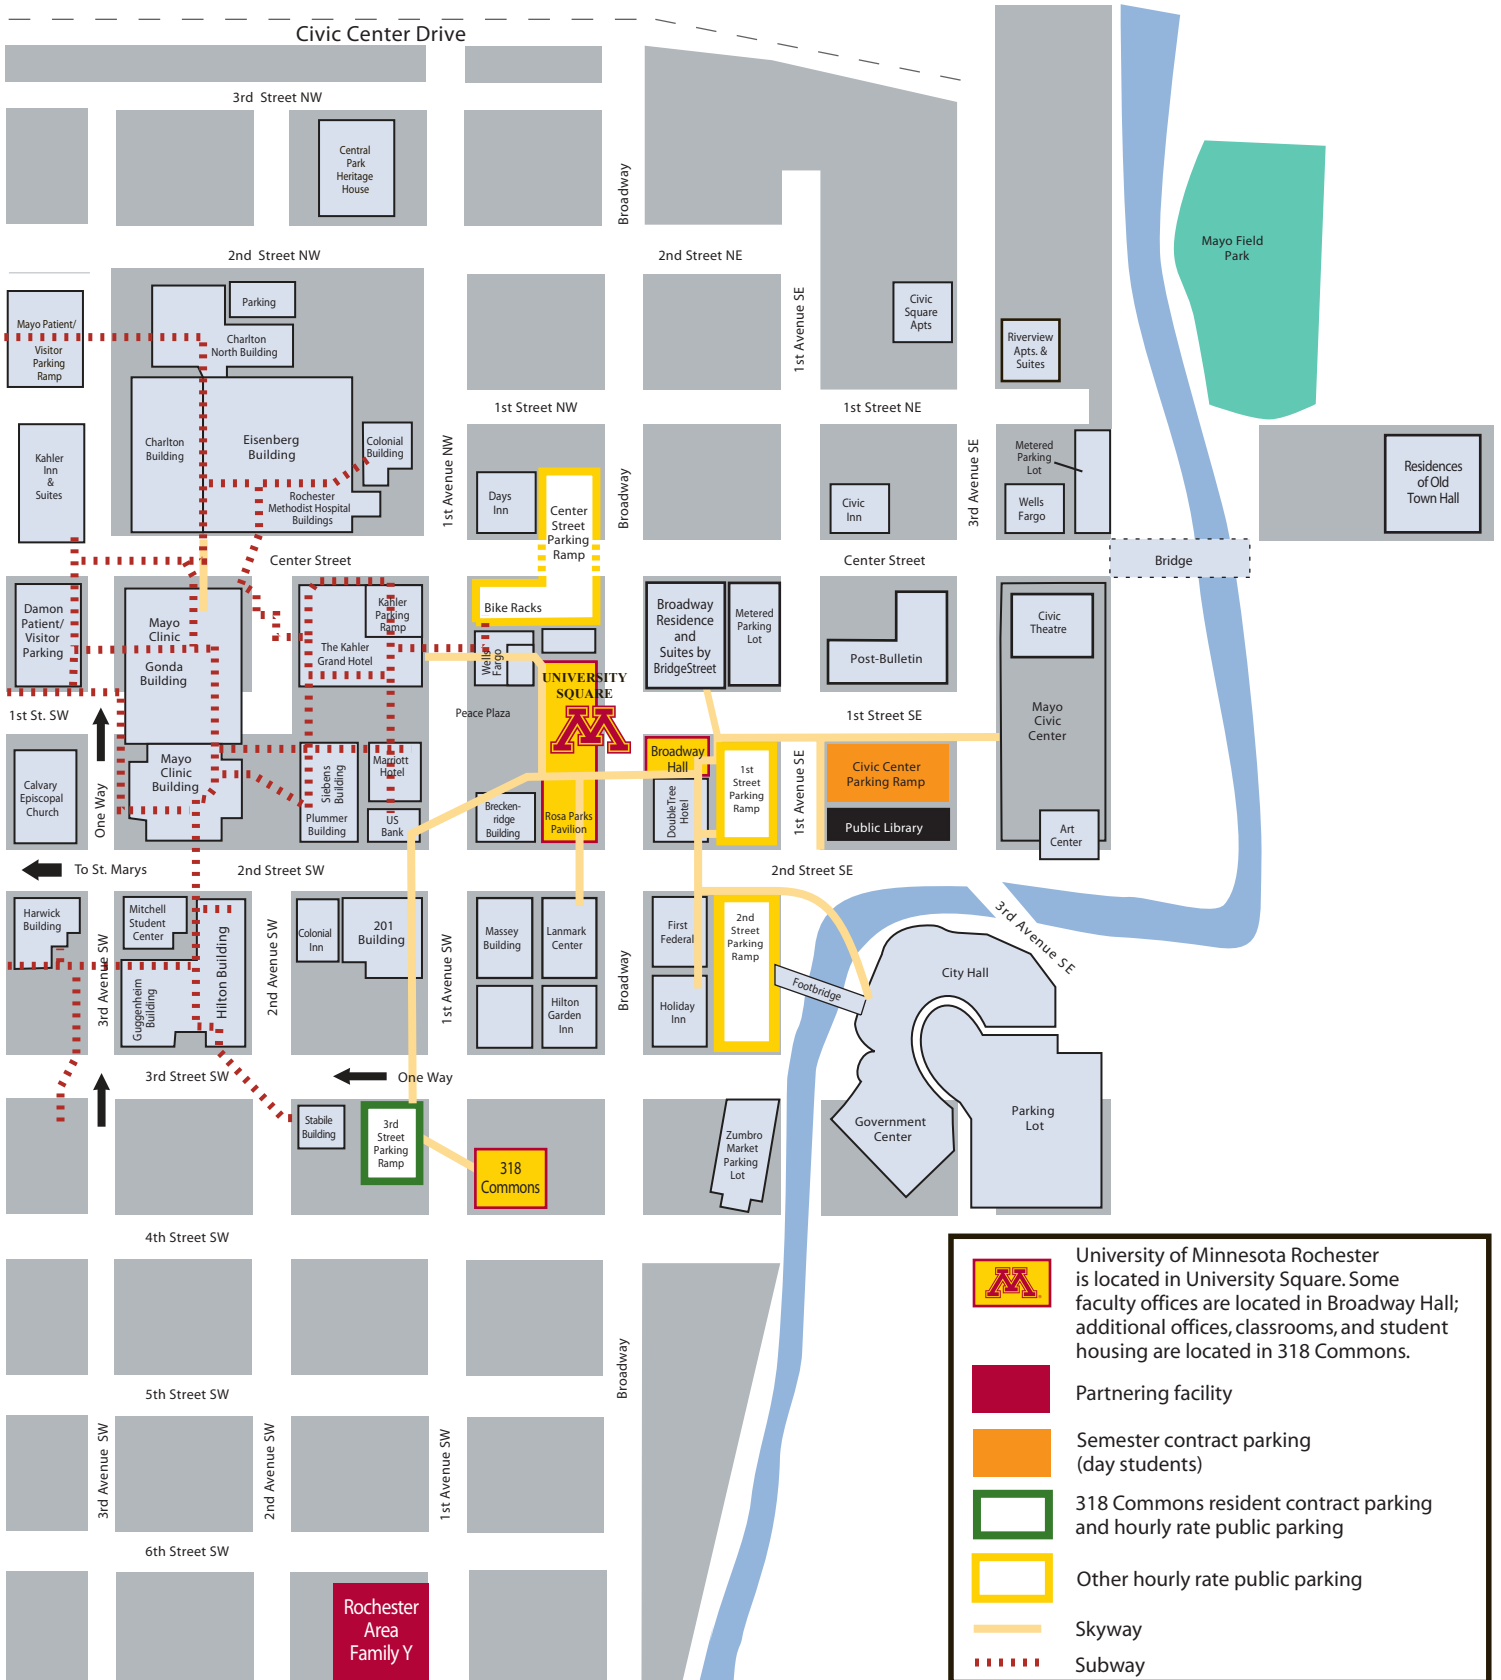 Civic Center Drive
3rd Street NW
Central
Park
Heritage
House
Broadway
2nd Street NW
2nd Street NE
Mayo Field
Park
Mayo Patient/
Visitor
Parking
Ramp
Parking
Charlton
North Building
1st Avenue SE
Civic
Square
Apts
Riverview
Apts. &
Suites
1st Street NW
1st Street NE
Kahler
Inn
&
Suites
Charlton
Building
Eisenberg
Building
Colonial
Building
Rochester
Methodist Hospital
Buildings
1st Avenue NW
Days
Inn
Center
Street
Parking
Ramp
Broadway
Civic
Inn
3rd Avenue SE
Metered
Parking
Lot
Wells
Fargo
Residences
of Old
Town Hall
Center Street
Center Street
Bridge
Damon
Patient/
Visitor
Parking
Mayo
Clinic
Gonda
Building
Kahler
Parking
Ramp
The Kahler
Grand Hotel
Bike Racks
Wells
Fargo
Broadway
Residence
and
Suites by
BridgeStreet
Metered
Parking
Lot
Post-Bulletin
Civic
Theatre
UNIVERSITY
SQUARE
M
1st St. SW
Peace Plaza
1st Street SE
Mayo
Civic
Center
One Way
Calvary
Episcopal
Church
Mayo
Clinic
Building
Siebens
Building
Plummer
Building
Marriott
Hotel
US
Bank
Brecken-
ridge
Building
Rosa Parks
Pavilion
Broadway
Hall
DoubleTree
Hotel
1st
Street
Parking
Ramp
1st Avenue SE
Civic Center
Parking Ramp
Public Library
Art
Center
To St. Marys
2nd Street SW
2nd Street SE
Harwick
Building
3rd Avenue SW
Mitchell
Student
Center
Guggenheim
Building
Hilton Building
2nd Avenue SW
Colonial
Inn
201
Building
1st Avenue SW
Massey
Building
Lanmark
Center
Hilton
Garden
Inn
Broadway
First
Federal
Holiday
Inn
2nd
Street
Parking
Ramp
Footbridge
City Hall
3rd Avenue SE
3rd Street SW
One Way
Stabile
Building
3rd
Street
Parking
Ramp
318
Commons
Zumbro
Market
Parking
Lot
Government
Center
Parking
Lot
4th Street SW
Broadway
5th Street SW
3rd Avenue SW
2nd Avenue SW
1st Avenue SW
6th Street SW
Rochester
Area
Family Y
M
University of Minnesota Rochester
is located in University Square. Some
faculty offices are located in Broadway Hall;
additional offices, classrooms, and student
housing are located in 318 Commons.
Partnering facility
Semester contract parking
(day students)
318 Commons resident contract parking
and hourly rate public parking
Other hourly rate public parking
Skyway
Subway